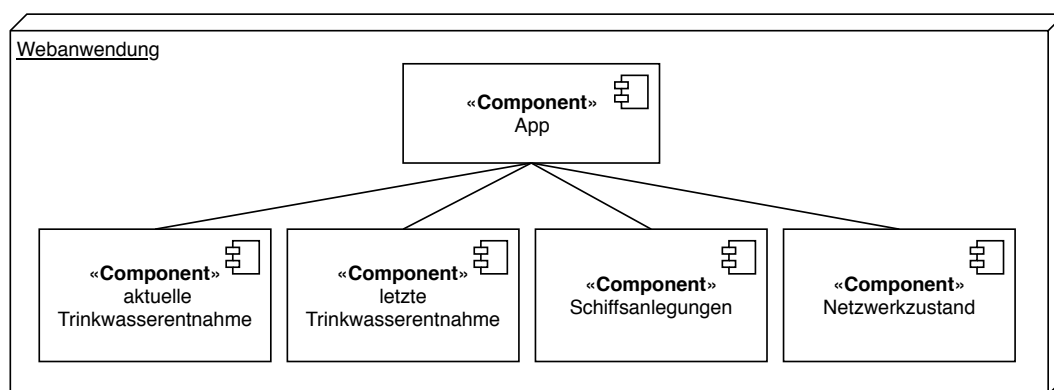 Webanwendung
«Component»
App
«Component»
aktuelle
Trinkwasserentnahme
«Component»
letzte
Trinkwasserentnahme
«Component»
Schiffsanlegungen
«Component»
Netzwerkzustand